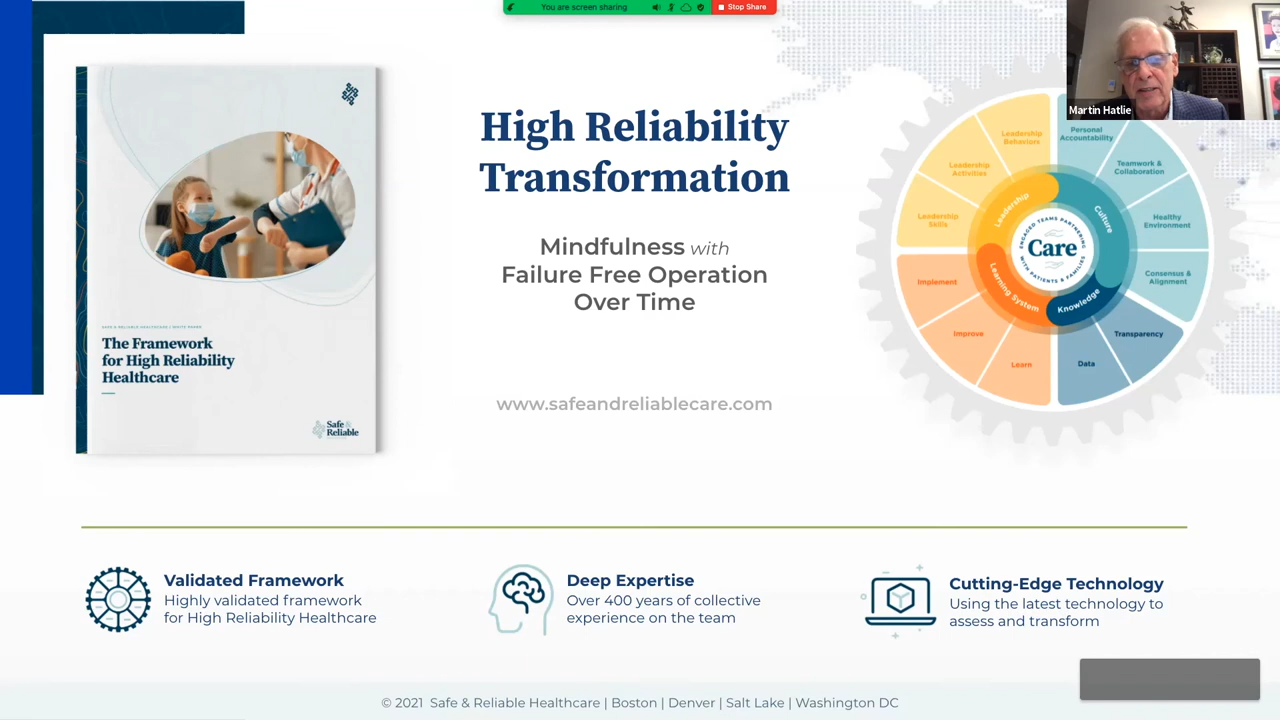 You are screen sharing
Stop Share
Martin Hatlie
SAFE & RELIABLE HEALTHCARE | WHITE PAPER
The Framework
for High Reliability
Healthcare
Safe &
Reliable
High Reliability
Transformation
Mindfulness with
Failure Free Operation
Over Time
www.safeandreliablecare.com
Leadership
Behaviors
Leadership
Activities
Leadership
Skills
Personal
Accountability
Teamwork &
Collaboration
Healthy
Environment
Consensus &
Alignment
Transparency
Data
Learn
Improve
Implement
Leadership
Culture
Knowledge
Learning System
ENGAGED TEAMS PARTNERING
Care
WITH PATIENTS & FAMILIES
Validated Framework
Highly validated framework
for High Reliability Healthcare
Deep Expertise
Over 400 years of collective
experience on the team
Cutting-Edge Technology
Using the latest technology to
assess and transform
© 2021 Safe & Reliable Healthcare | Boston | Denver | Salt Lake | Washington DC